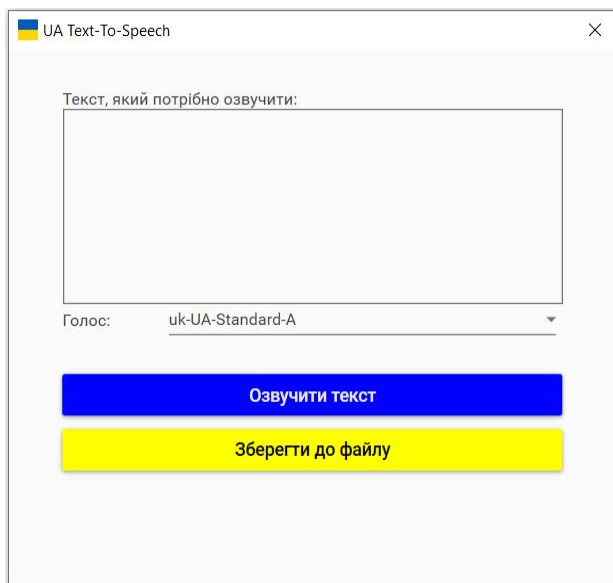 UA Text-To-Speech
Текст, який потрібно озвучити:
Голос: uk-UA-Standard-A
Озвучити текст
Зберегти до файлу